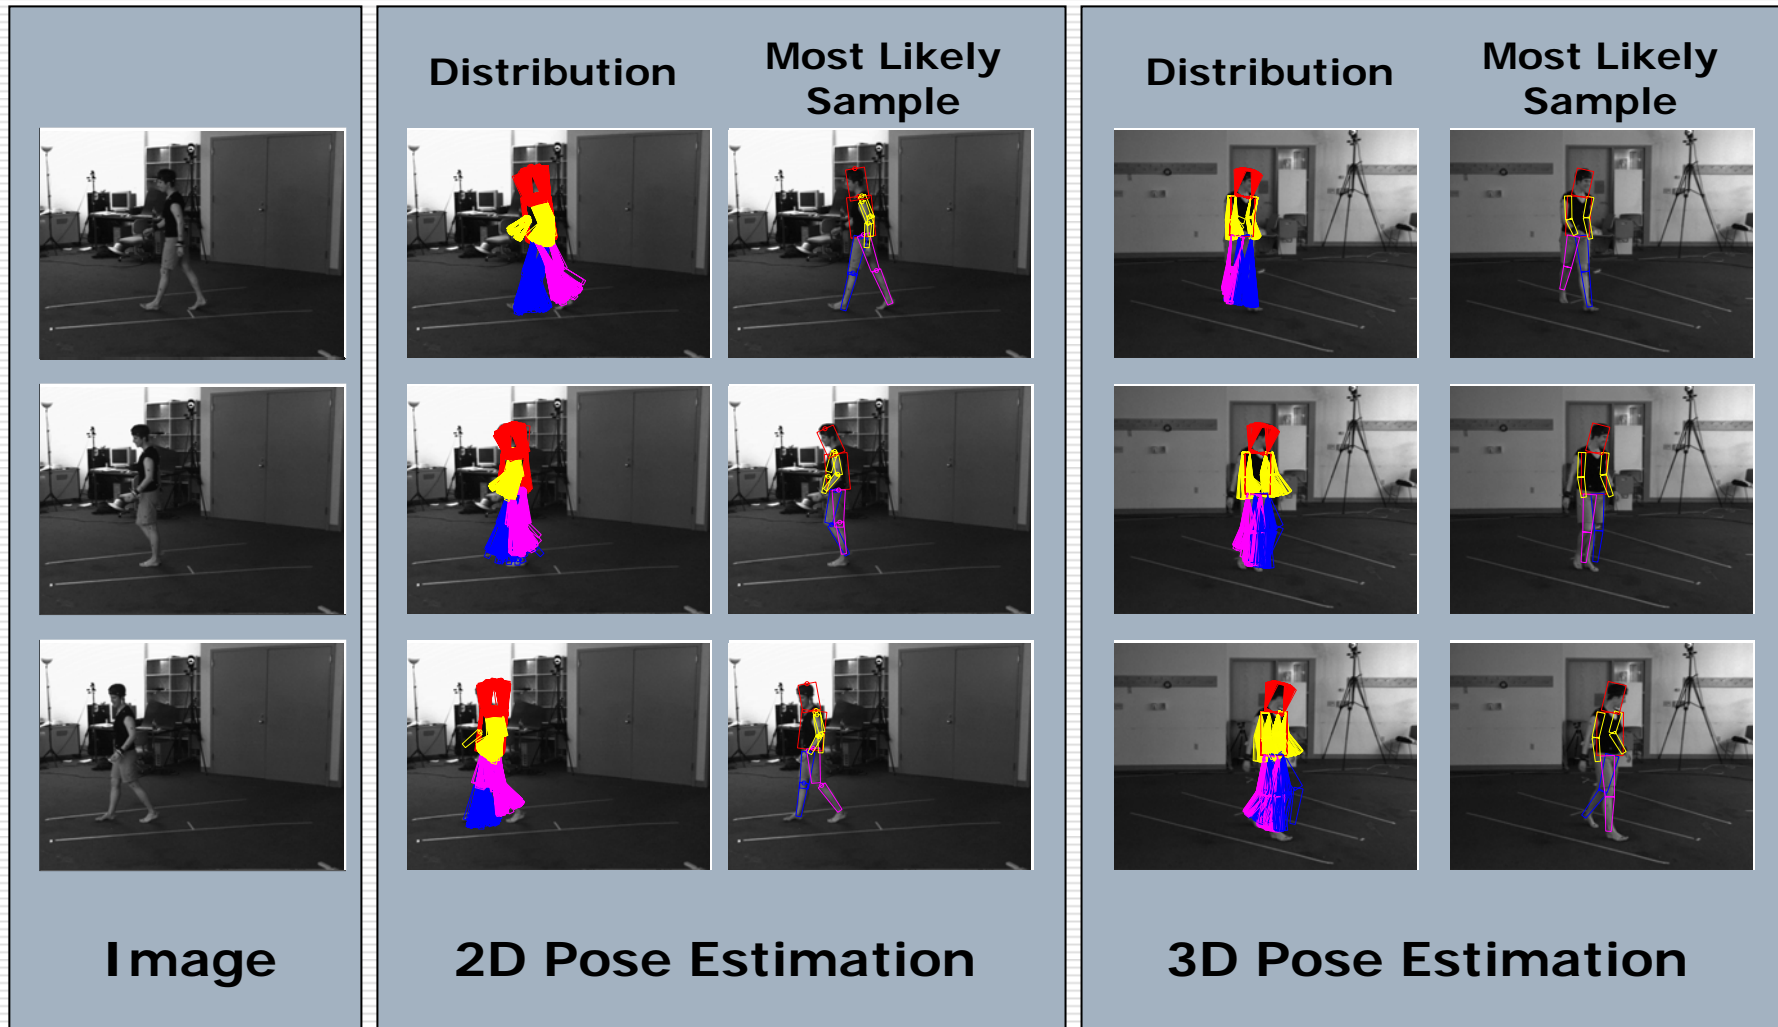 Distribution
Most Likely
Sample
Distribution
Most Likely
Sample
Image
2D Pose Estimation
3D Pose Estimation